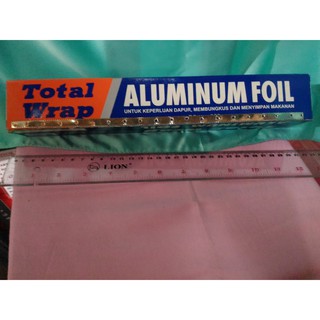 Total
Wrap
ALUMINUM FOIL
UNTUK KEPERLUAN DAPUR, MEMBUNGKUS DAN MENYIMPAN MAKANAN
LION